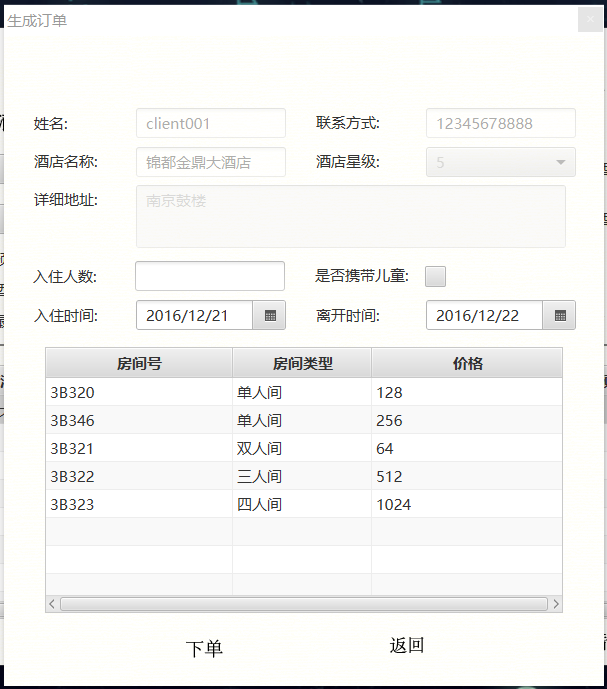 生成订单
姓名: client001 联系方式: 12345678888
酒店名称: 锦都金鼎大酒店 酒店星级: 5
详细地址: 南京鼓楼
入住人数: 是否携带儿童:
入住时间: 2016/12/21 离开时间: 2016/12/22
房间号 房间类型 价格
3B320 单人间 128
3B346 单人间 256
3B321 双人间 64
3B322 三人间 512
3B323 四人间 1024
下单 返回